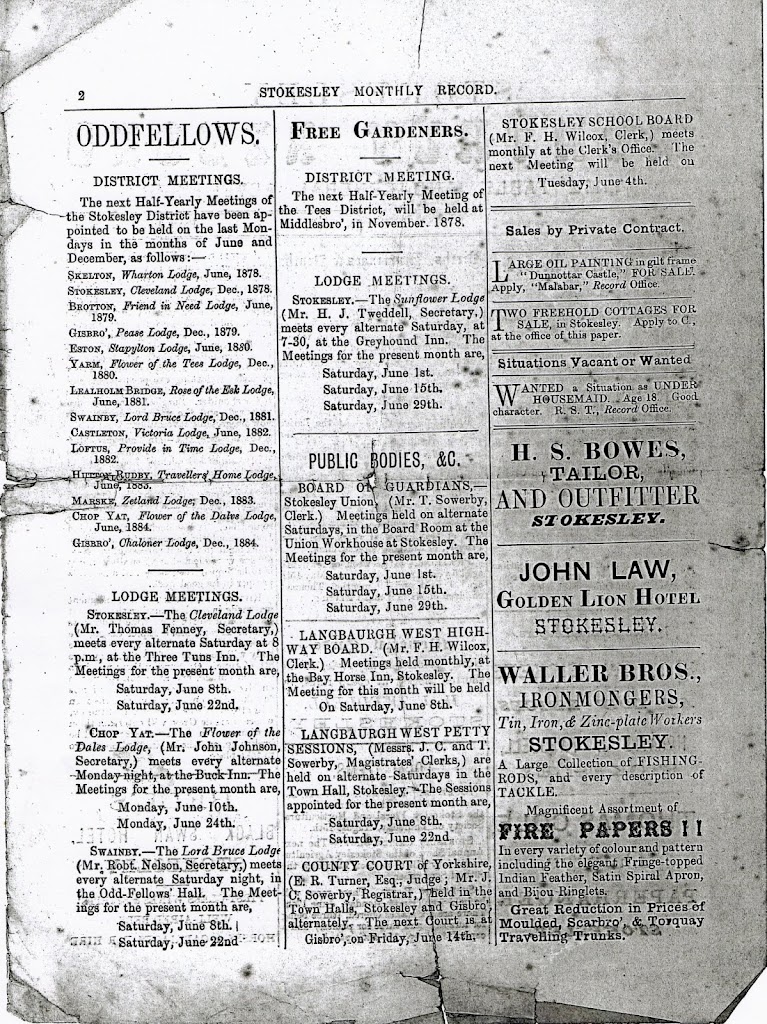 2
STOKESLEY MONTHLY RECORD.
ODDFELLOWS.
DISTRICT MEETINGS.
The next Half-Yearly Meetings of
the Stokesley District have been ap-
pointed to be held on the last Mon-
days in the months of June and
December, as follows:—
SKELTON, Wharton Lodge, June, 1878.
STOKESLEY, Cleveland Lodge, Dec., 1878.
BROTTON, Friend in Need Lodge, June,
1879.
GISBRO', Pease Lodge, Dec., 1879.
ESTON, Stapylton Lodge, June, 1880.
YARM, Flower of the Tees Lodge, Dec.,
1880.
LEALHOLM BRIDGE, Rose of the Esk Lodge,
June, 1881.
SWAINBY, Lord Bruce Lodge, Dec., 1881.
CASTLETON, Victoria Lodge, June, 1882.
LOFTUS, Provide in Time Lodge, Dec.,
1882.
HUTTON RUDBY, Travellers' Home Lodge,
June, 1883.
MARSKE, Zetland Lodge, Dec., 1883.
CHOP YAT, Flower of the Dales Lodge,
June, 1884.
GISBRO', Chaloner Lodge, Dec., 1884.
LODGE MEETINGS.
STOKESLEY.—The Cleveland Lodge
(Mr. Thomas Fenney, Secretary,)
meets every alternate Saturday at 8
p.m., at the Three Tuns Inn. The
Meetings for the present month are,
Saturday, June 8th.
Saturday, June 22nd.
CHOP YAT.—The Flower of the
Dales Lodge, (Mr. John Johnson,
Secretary,) meets every alternate
Monday night, at the Buck Inn. The
Meetings for the present month are,
Monday, June 10th.
Monday, June 24th.
SWAINBY.—The Lord Bruce Lodge
(Mr. Robt. Nelson, Secretary,) meets
every alternate Saturday night, in
the Odd-Fellows' Hall. The Meet-
ings for the present month are,
Saturday, June 8th.
Saturday, June 22nd
FREE GARDENERS.
DISTRICT MEETING.
The next Half-Yearly Meeting of
the Tees District, will be held at
Middlesbro', in November. 1878.
LODGE MEETINGS.
STOKESLEY.—The Sunflower Lodge
(Mr. H. J. Tweddell, Secretary,)
meets every alternate Saturday, at
7-30, at the Greyhound Inn. The
Meetings for the present month are,
Saturday, June 1st.
Saturday, June 15th.
Saturday, June 29th.
PUBLIC BODIES, &C.
BOARD OF GUARDIANS,—
Stokesley Union, (Mr. T. Sowerby,
Clerk.) Meetings held on alternate
Saturdays, in the Board Room at the
Union Workhouse at Stokesley. The
Meetings for the present month are,
Saturday, June 1st.
Saturday, June 15th.
Saturday, June 29th.
LANGBAURGH WEST HIGH-
WAY BOARD. (Mr. F. H. Wilcox,
Clerk.) Meetings held monthly, at
the Bay Horse Inn, Stokesley. The
Meeting for this month will be held
On Saturday, June 8th.
LANGBAURGH WEST PETTY
SESSIONS, (Messrs. J. C. and T.
Sowerby, Magistrates' Clerks,) are
held on alternate Saturdays in the
Town Hall, Stokesley. The Sessions
appointed for the present month are,
Saturday, June 8th.
Saturday, June 22nd
COUNTY COURT of Yorkshire,
(E. R. Turner, Esq., Judge; Mr. J.
C. Sowerby, Registrar,) held in the
Town Halls, Stokesley and Gisbro',
alternately. The next Court is at
Gisbro', on Friday, June 14th.
STOKESLEY SCHOOL BOARD
(Mr. F. H. Wilcox, Clerk,) meets
monthly at the Clerk's Office. The
next Meeting will be held on
Tuesday, June 4th.
Sales by Private Contract.
LARGE OIL PAINTING in gilt frame
"Dunnottar Castle," FOR SALE.
Apply, "Malabar," Record Office.
TWO FREEHOLD COTTAGES FOR
SALE, in Stokesley. Apply to C.,
at the office of this paper.
Situations Vacant or Wanted
WANTED a Situation as UNDER
HOUSEMAID. Age 18. Good
character. R. S. T., Record Office.
H. S. BOWES,
TAILOR,
AND OUTFITTER
STOKESLEY.
JOHN LAW,
GOLDEN LION HOTEL
STOKESLEY.
WALLER BROS.,
IRONMONGERS,
Tin, Iron, & Zinc-plate Workers
STOKESLEY.
A Large Collection of FISHING-
RODS, and every description of
TACKLE.
Magnificent Assortment of
FIRE PAPERS!!
In every variety of colour and pattern
including the elegant Fringe-topped
Indian Feather, Satin Spiral Apron,
and Bijou Ringlets.
Great Reduction in Prices of
Moulded, Scarbro', & Torquay
Travelling Trunks.